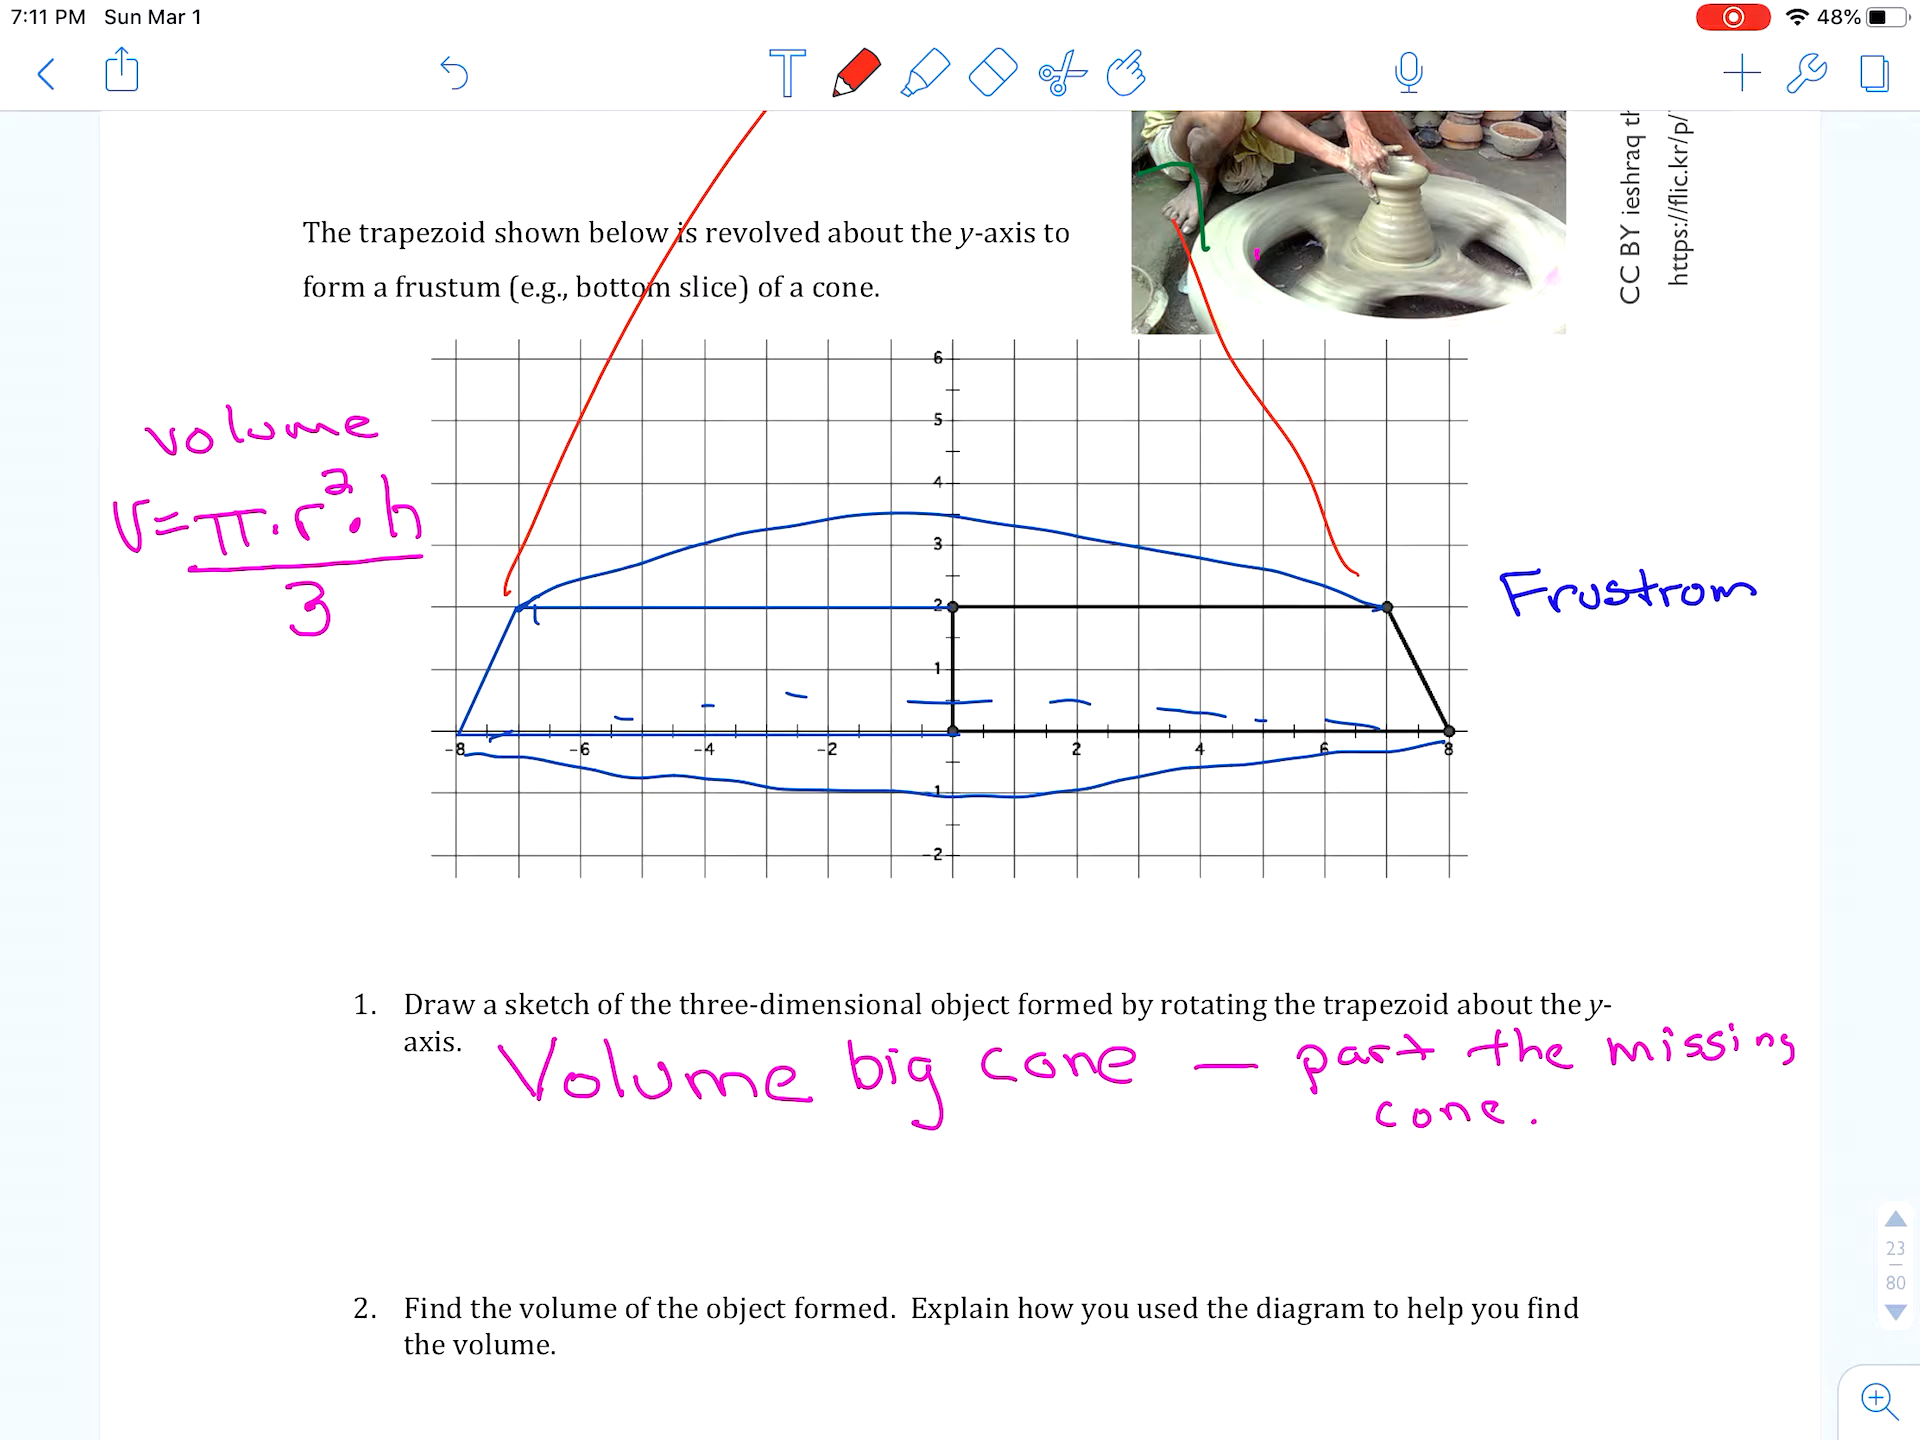 7:11 PM Sun Mar 1
48%
The trapezoid shown below is revolved about the y-axis to
form a frustum (e.g., bottom slice) of a cone.
CC BY ieshraq th
https://flic.kr/p/
volume
V=π·r²·h
3
Frustrom
6
5
4
3
2
1
-8 -6 -4 -2 2 4 6 8
-1
-2
1. Draw a sketch of the three-dimensional object formed by rotating the trapezoid about the y-
axis.
Volume big cone — part the missing
cone.
2. Find the volume of the object formed. Explain how you used the diagram to help you find
the volume.
23
80